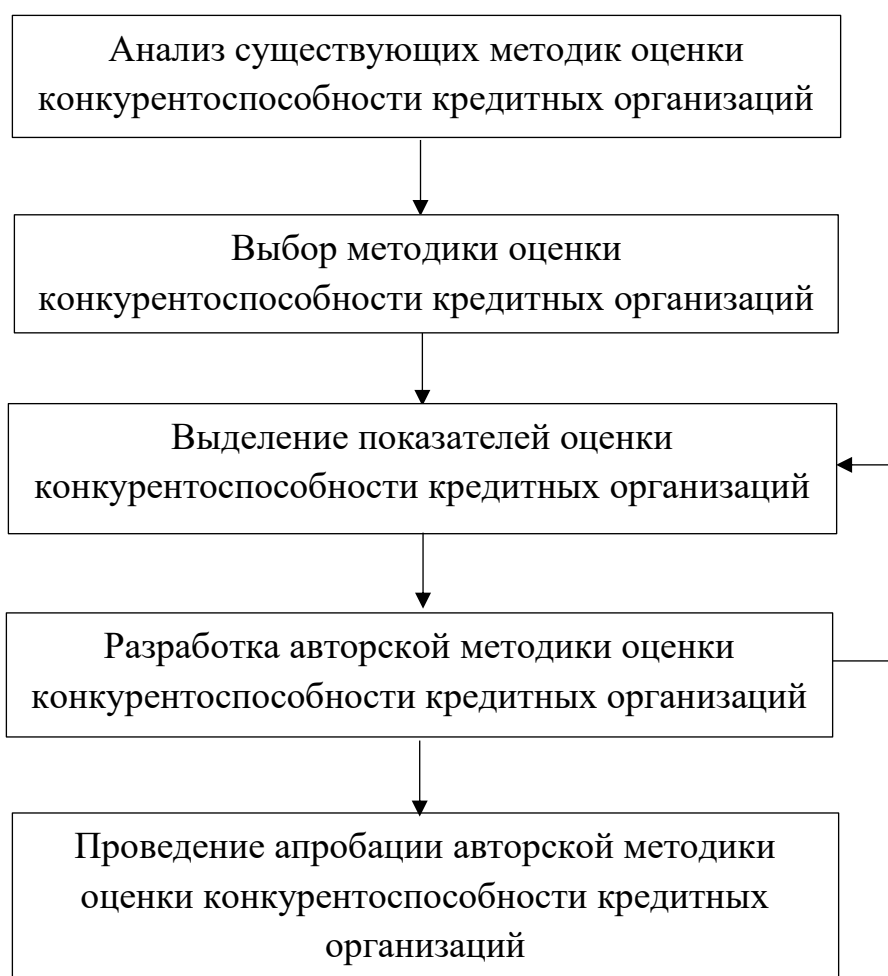 Анализ существующих методик оценки
конкурентоспособности кредитных организаций
Выбор методики оценки
конкурентоспособности кредитных организаций
Выделение показателей оценки
конкурентоспособности кредитных организаций
Разработка авторской методики оценки
конкурентоспособности кредитных организаций
Проведение апробации авторской методики
оценки конкурентоспособности кредитных
организаций